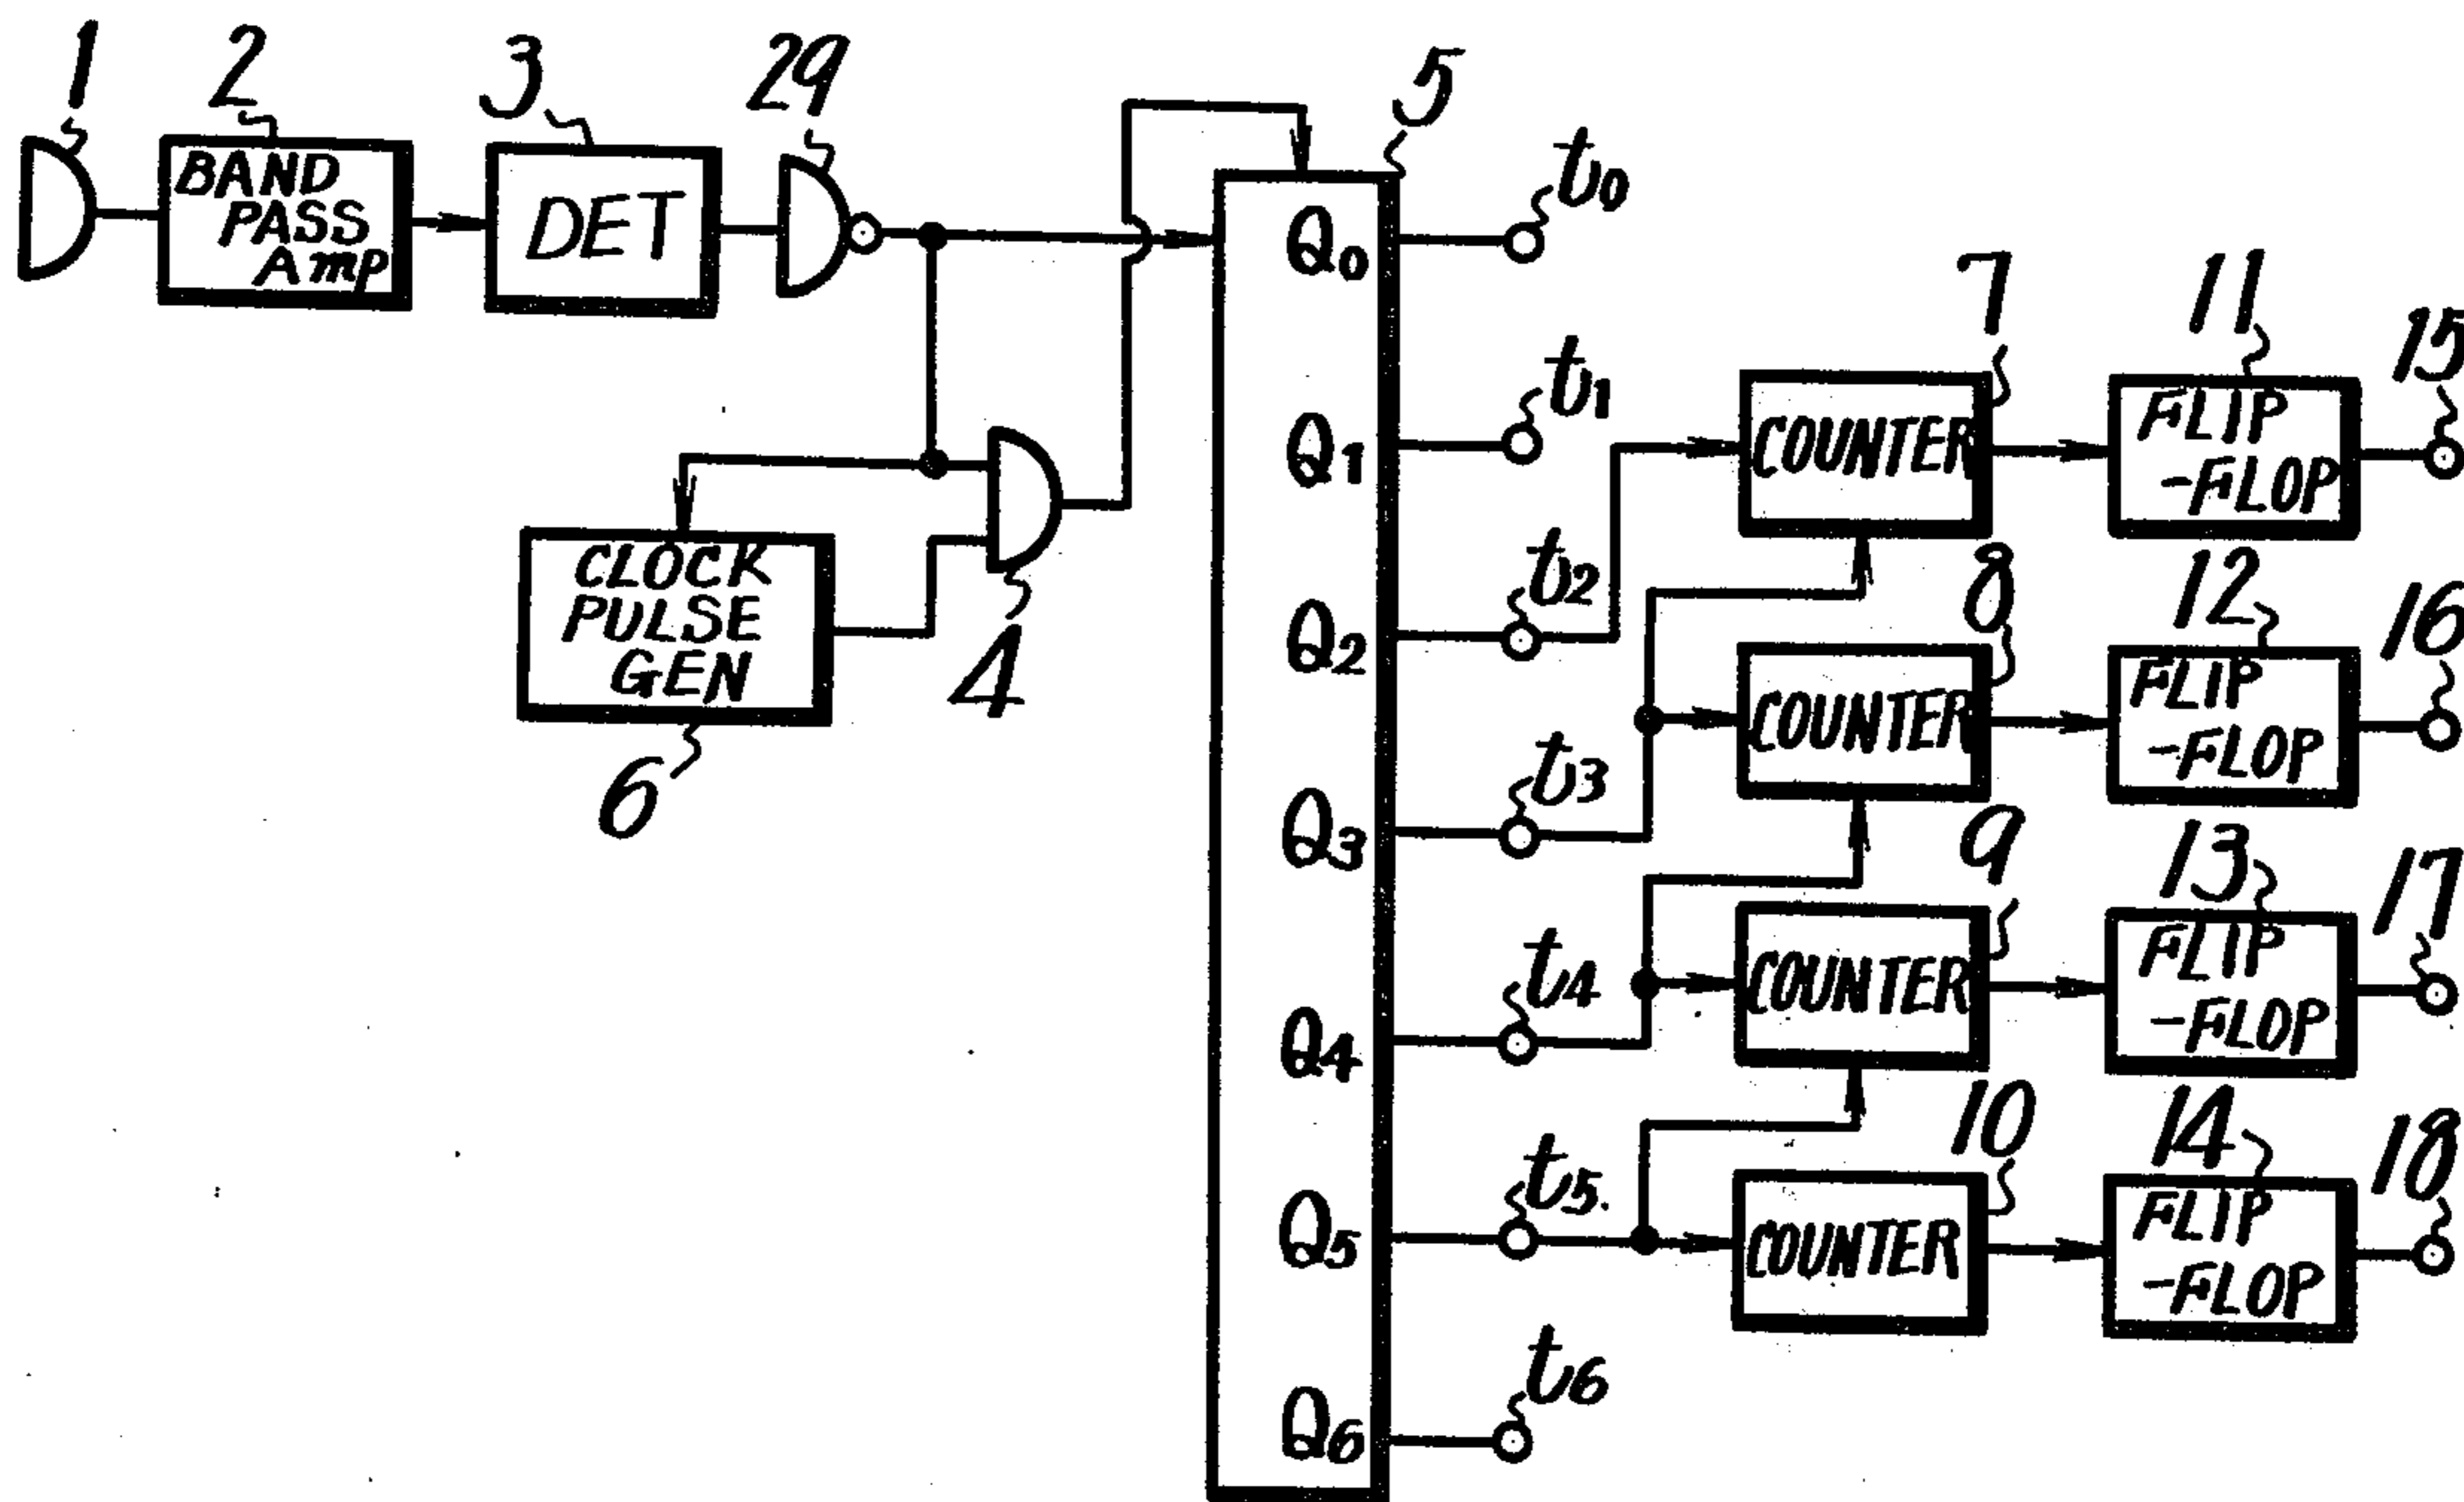 1
2
3
29
5
BAND
PASS
Amp
DET
Q0
t0
Q1
t1
7
11
15
COUNTER
FLIP
-FLOP
CLOCK
PULSE
GEN
4
6
Q2
t2
8
12
16
COUNTER
FLIP
-FLOP
Q3
t3
9
13
17
COUNTER
FLIP
-FLOP
Q4
t4
10
14
18
COUNTER
FLIP
-FLOP
Q5
t5.
Q6
t6